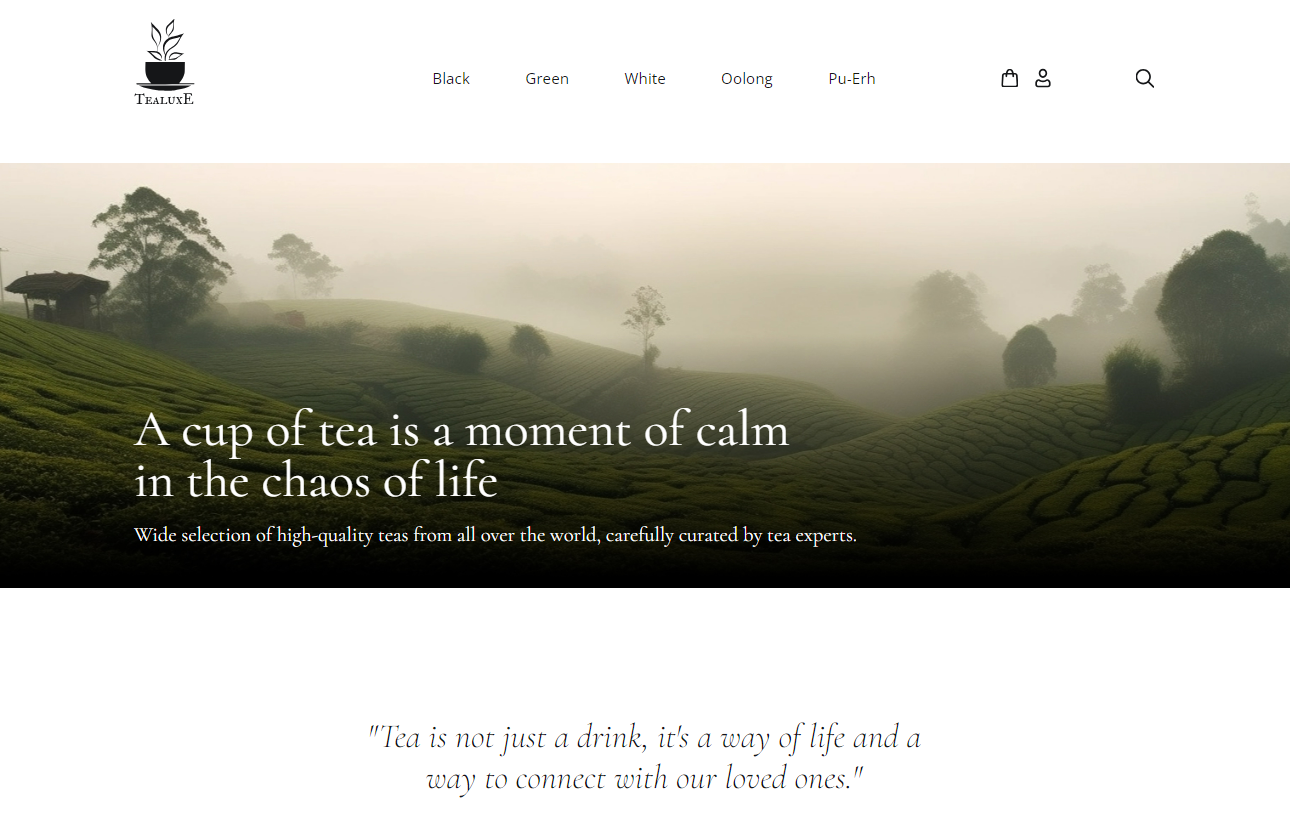 TEALUXE
Black Green White Oolong Pu-Erh
A cup of tea is a moment of calm
in the chaos of life
Wide selection of high-quality teas from all over the world, carefully curated by tea experts.
"Tea is not just a drink, it's a way of life and a
way to connect with our loved ones."